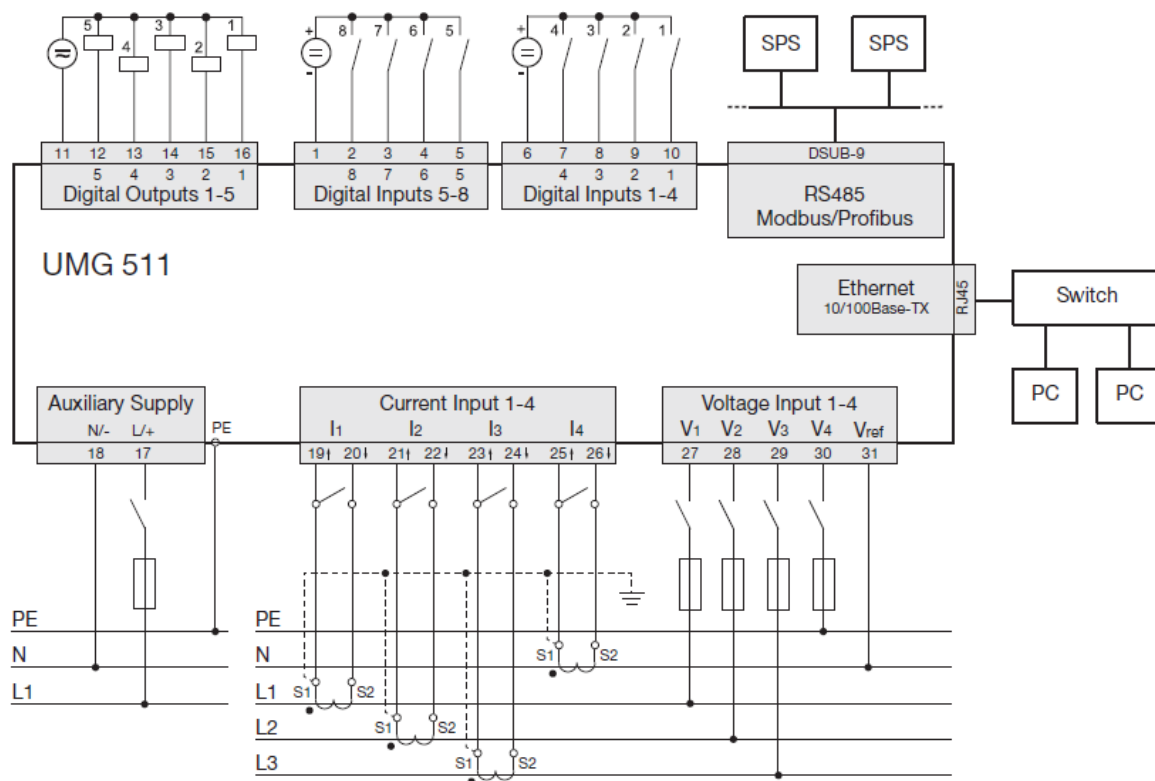 5 4 3 2 1
+ 8 7 6 5
-
+ 4 3 2 1
-
SPS SPS
11 12 13 14 15 16
5 4 3 2 1
Digital Outputs 1-5
1 2 3 4 5
8 7 6 5
Digital Inputs 5-8
6 7 8 9 10
4 3 2 1
Digital Inputs 1-4
DSUB-9
RS485
Modbus/Profibus
UMG 511
Ethernet
10/100Base-TX
RJ45
Switch
PC PC
Auxiliary Supply
N/- L/+ PE
18 17
Current Input 1-4
I1 I2 I3 I4
19 20 21 22 23 24 25 26
Voltage Input 1-4
V1 V2 V3 V4 Vref
27 28 29 30 31
PE
N
L1
PE
N
L1
L2
L3
S1 S2
S1 S2
S1 S2
S1 S2